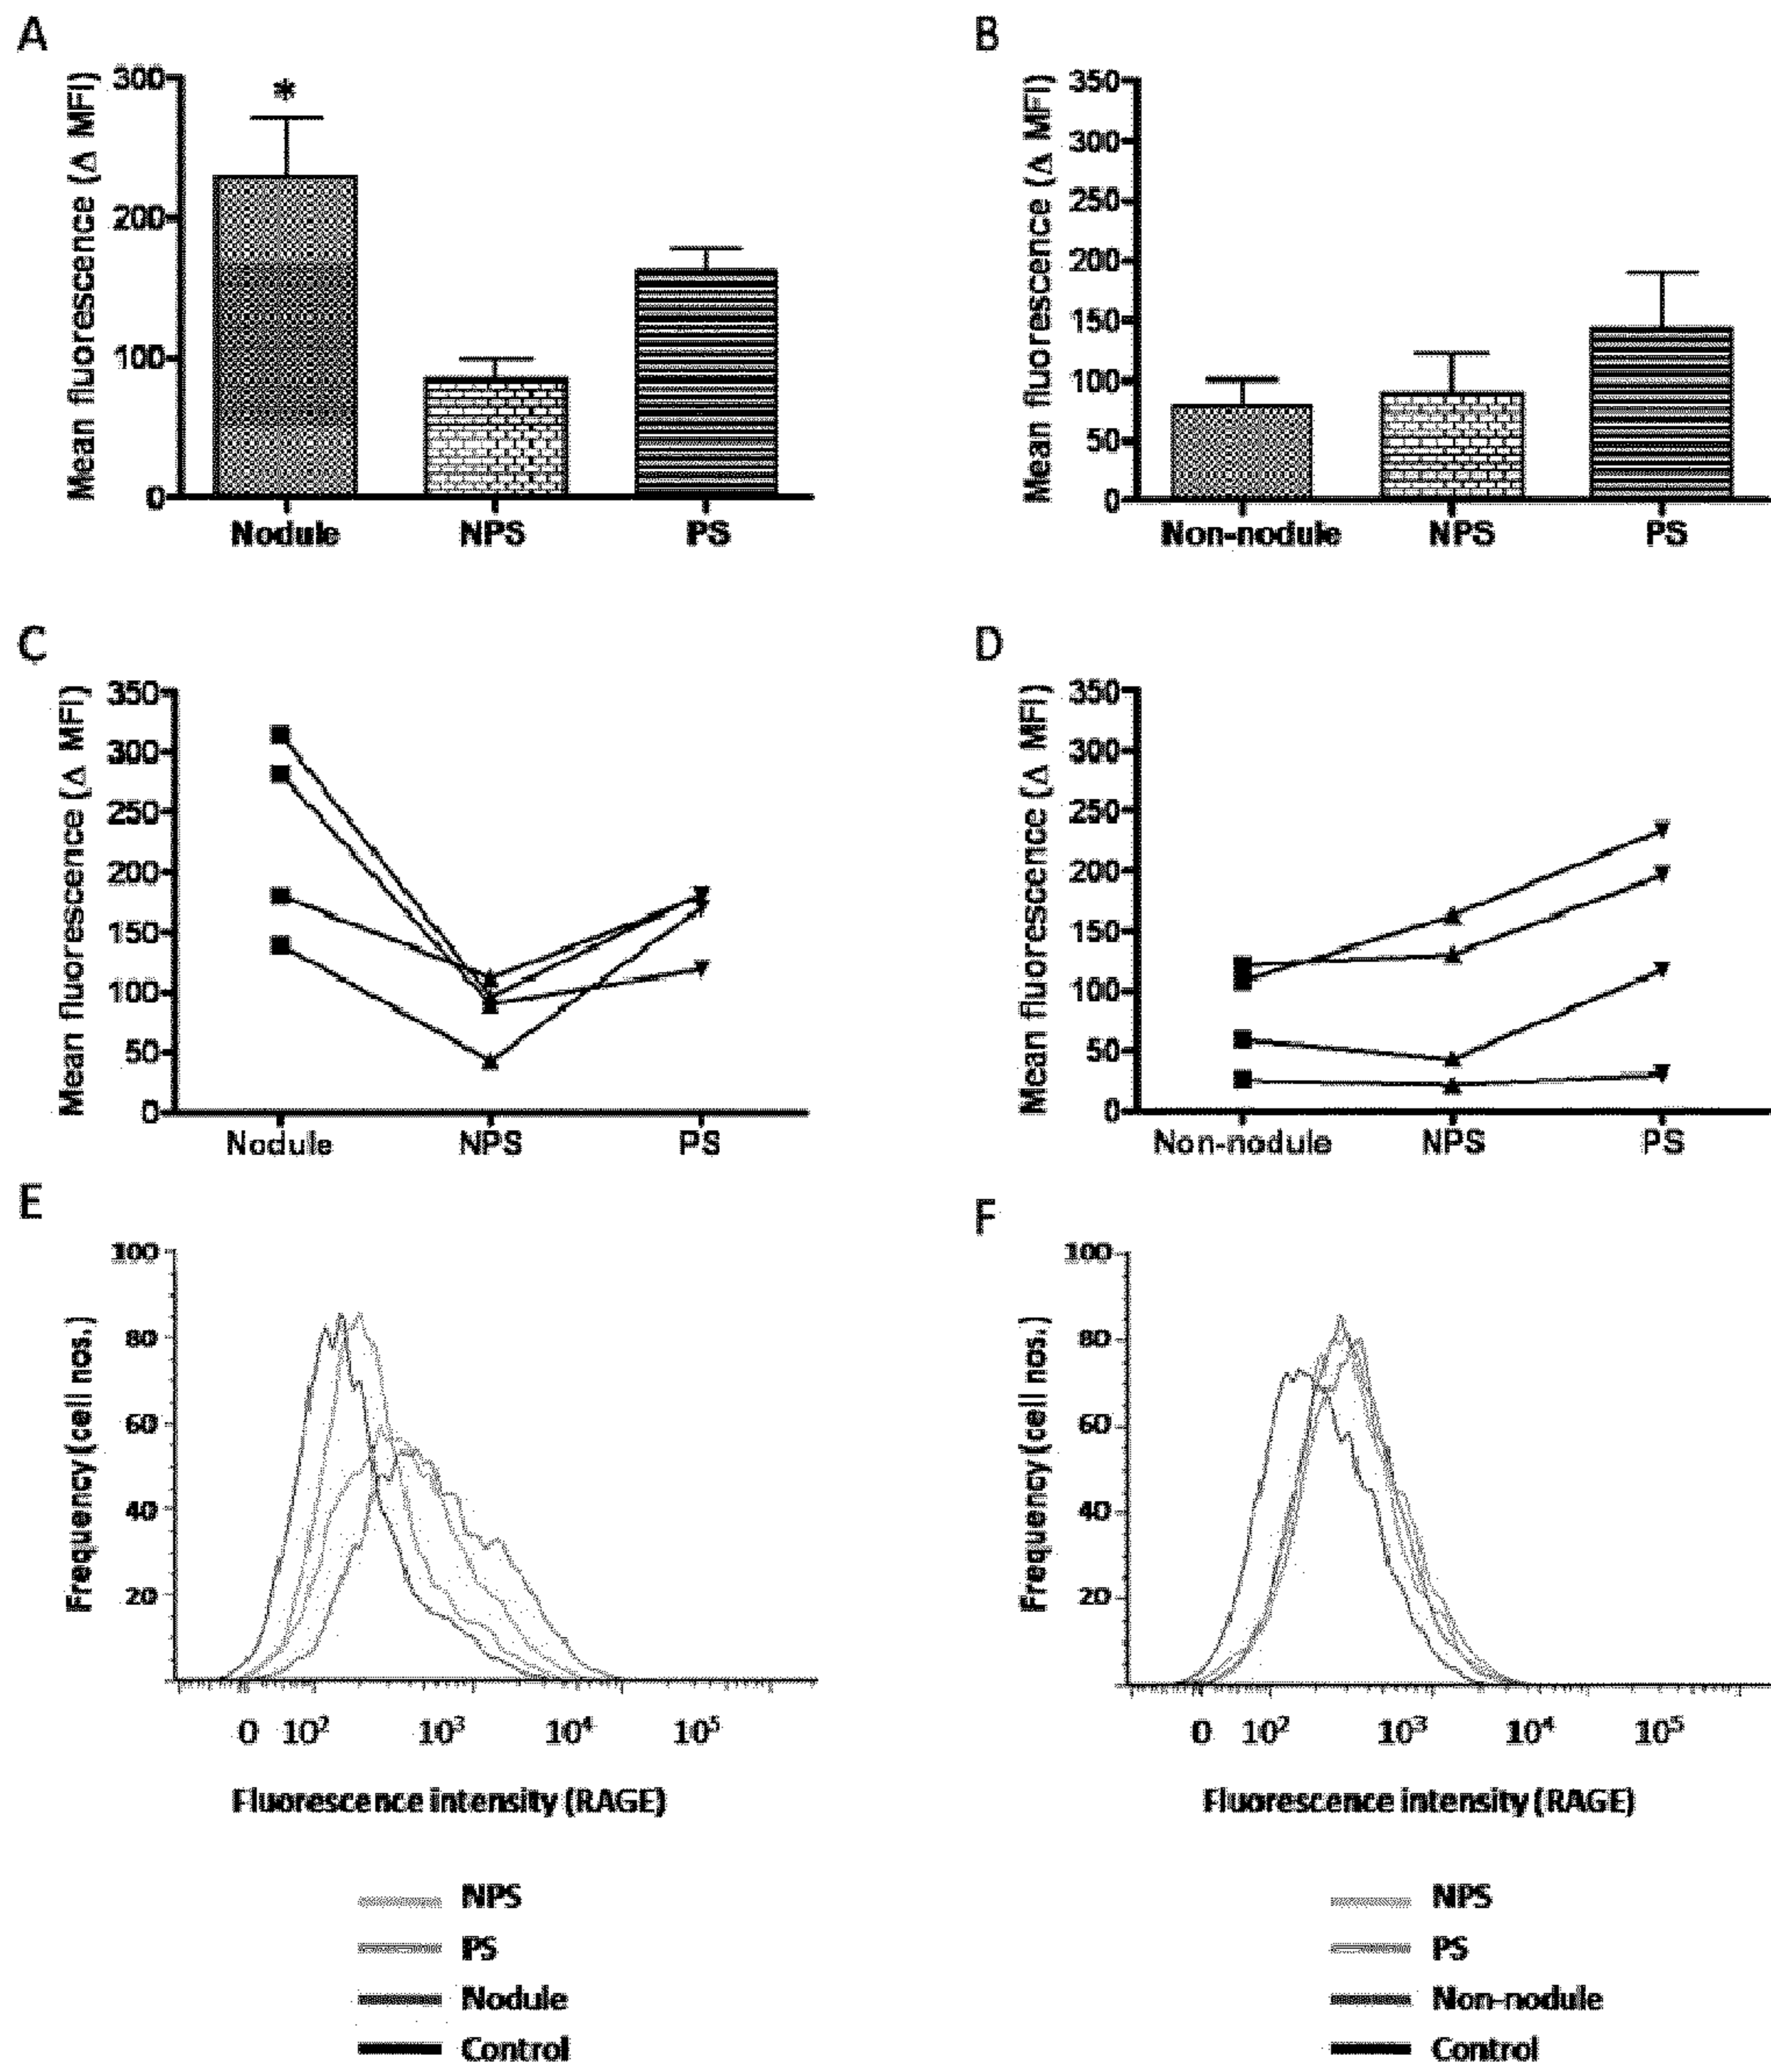 A
Mean fluorescence (Δ MFI)
300
200
100
0
*
Nodule NPS PS
B
Mean fluorescence (Δ MFI)
350
300
250
200
150
100
50
0
Non-nodule NPS PS
C
Mean fluorescence (Δ MFI)
350
300
250
200
150
100
50
0
Nodule NPS PS
D
Mean fluorescence (Δ MFI)
350
300
250
200
150
100
50
0
Non-nodule NPS PS
E
Frequency (cell nos.)
100
80
60
40
20
0 10² 10³ 10⁴ 10⁵
Fluorescence intensity (RAGE)
NPS
PS
Nodule
Control
F
Frequency (cell nos.)
100
80
60
40
20
0 10² 10³ 10⁴ 10⁵
Fluorescence intensity (RAGE)
NPS
PS
Non-nodule
Control